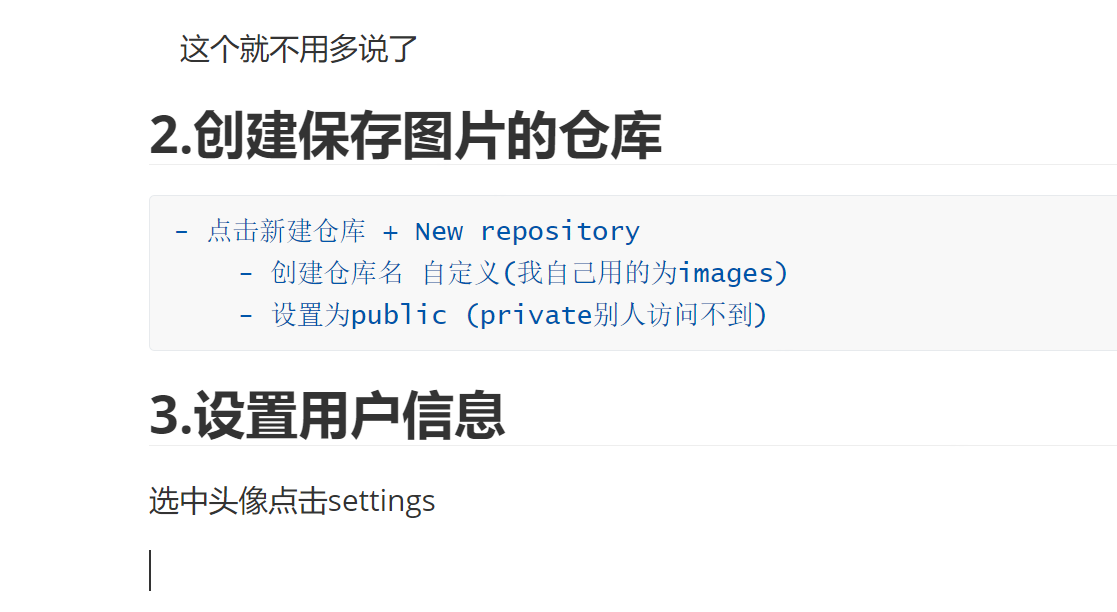 这个就不用多说了
2.创建保存图片的仓库
- 点击新建仓库 + New repository
- 创建仓库名 自定义(我自己用的为images)
- 设置为public (private别人访问不到)
3.设置用户信息
选中头像点击settings